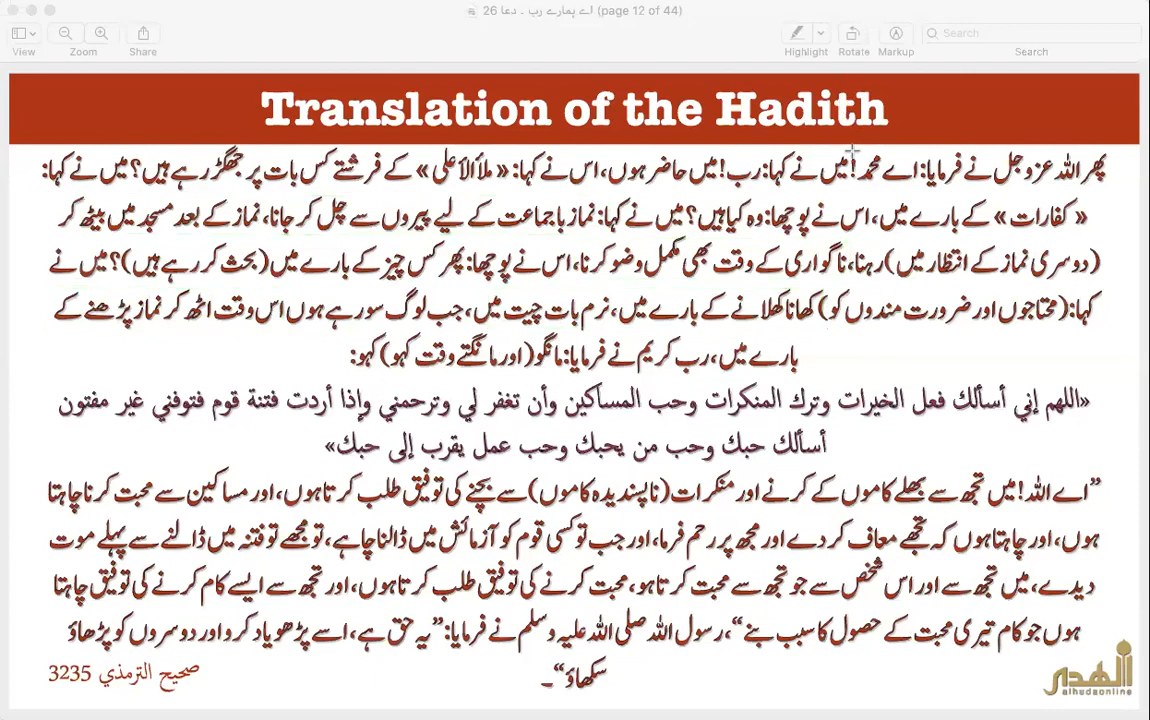 اے ہمارے رب ۔ دعا 26 (page 12 of 44)
View
Zoom
Share
Highlight
Rotate
Markup
Search
Search
Translation of the Hadith
پھر اللہ عزوجل نے فرمایا: اے محمد! میں نے کہا: رب! میں حاضر ہوں، اس نے کہا: «ملأ الأعلى» کے فرشتے کس بات پر جھگڑ رہے ہیں؟ میں نے کہا:
«کفارات» کے بارے میں، اس نے پوچھا: وہ کیا ہیں؟ میں نے کہا: نماز باجماعت کے لیے پیروں سے چل کر جانا، نماز کے بعد مسجد میں بیٹھ کر
(دوسری نماز کے انتظار میں) رہنا، ناگواری کے وقت بھی مکمل وضو کرنا، اس نے پوچھا: پھر کس چیز کے بارے میں (بحث کر رہے ہیں)؟ میں نے
کہا: (محتاجوں اور ضرورت مندوں کو) کھانا کھلانے کے بارے میں، نرم بات چیت میں، جب لوگ سو رہے ہوں اس وقت اٹھ کر نماز پڑھنے کے
بارے میں، رب کریم نے فرمایا: مانگو (اور مانگتے وقت کہو) کہو:
«اللهم إني أسألك فعل الخيرات وترك المنكرات وحب المساكين وأن تغفر لي وترحمني وإذا أردت فتنة قوم فتوفني غير مفتون
أسألك حبك وحب من يحبك وحب عمل يقرب إلى حبك»
”اے اللہ! میں تجھ سے بھلے کاموں کے کرنے اور منکرات (ناپسندیدہ کاموں) سے بچنے کی توفیق طلب کرتا ہوں، اور مساکین سے محبت کرنا چاہتا
ہوں، اور چاہتا ہوں کہ تجھے معاف کر دے اور مجھ پر رحم فرما، اور جب تو کسی قوم کو آزمائش میں ڈالنا چاہے، تو مجھے تو فتنہ میں ڈالنے سے پہلے موت
دیدے، میں تجھ سے اور اس شخص سے جو تجھ سے محبت کرتا ہو، محبت کرنے کی توفیق طلب کرتا ہوں، اور تجھ سے ایسے کام کرنے کی توفیق چاہتا
ہوں جو کام تیری محبت کے حصول کا سبب بنے“، رسول اللہ صلی اللہ علیہ وسلم نے فرمایا: ”یہ حق ہے، اسے پڑھو یاد کرو اور دوسروں کو پڑھاؤ
سکھاؤ“۔
صحيح الترمذي 3235
الهدى
alhudaonline